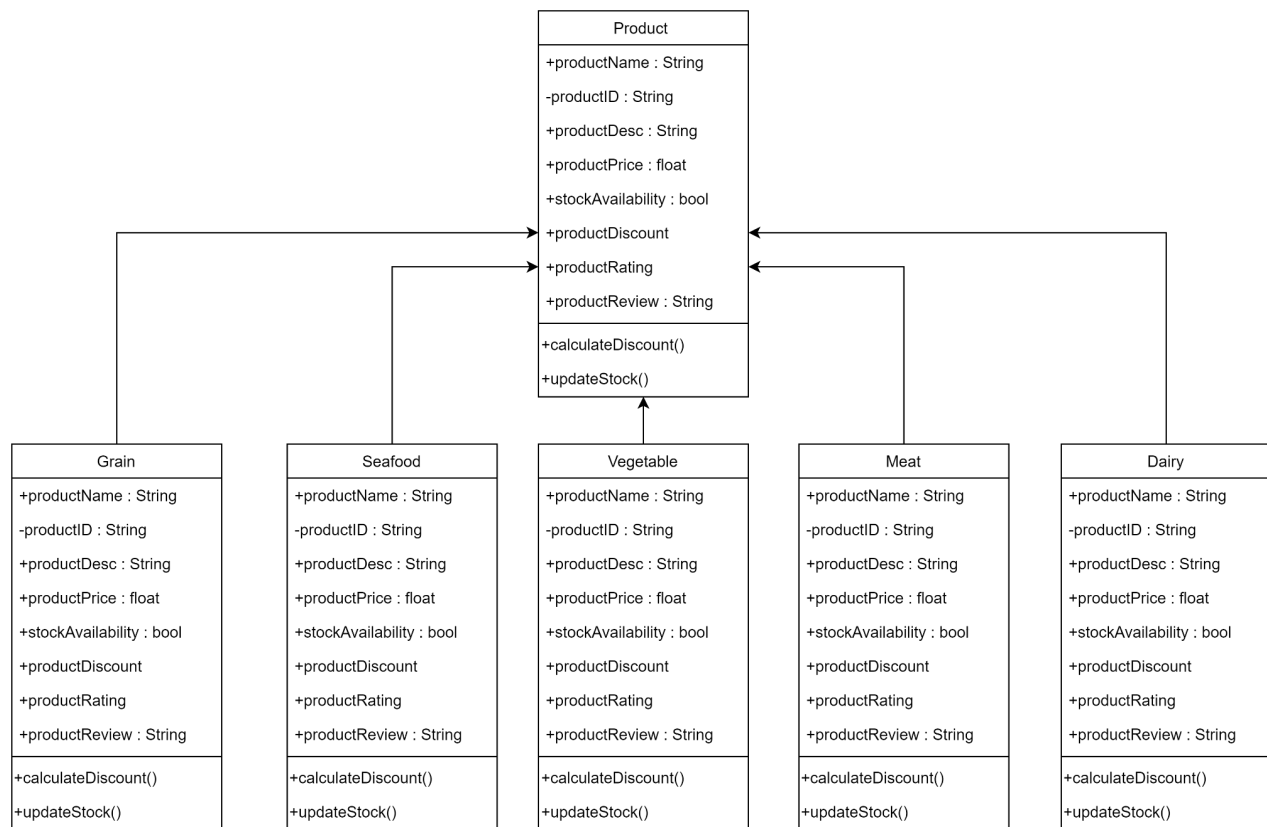 Product
+productName : String
-productID : String
+productDesc : String
+productPrice : float
+stockAvailability : bool
+productDiscount
+productRating
+productReview : String
+calculateDiscount()
+updateStock()
Grain
+productName : String
-productID : String
+productDesc : String
+productPrice : float
+stockAvailability : bool
+productDiscount
+productRating
+productReview : String
+calculateDiscount()
+updateStock()
Seafood
+productName : String
-productID : String
+productDesc : String
+productPrice : float
+stockAvailability : bool
+productDiscount
+productRating
+productReview : String
+calculateDiscount()
+updateStock()
Vegetable
+productName : String
-productID : String
+productDesc : String
+productPrice : float
+stockAvailability : bool
+productDiscount
+productRating
+productReview : String
+calculateDiscount()
+updateStock()
Meat
+productName : String
-productID : String
+productDesc : String
+productPrice : float
+stockAvailability : bool
+productDiscount
+productRating
+productReview : String
+calculateDiscount()
+updateStock()
Dairy
+productName : String
-productID : String
+productDesc : String
+productPrice : float
+stockAvailability : bool
+productDiscount
+productRating
+productReview : String
+calculateDiscount()
+updateStock()